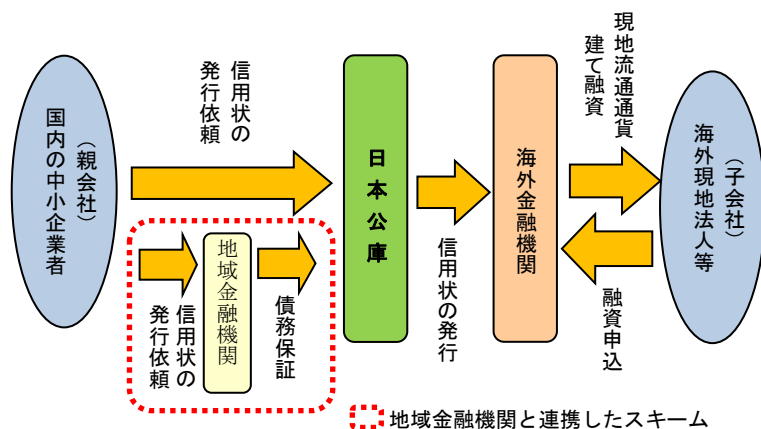 国内の中小企業者
（親会社）
信用状の
発行依頼
信用状の
発行依頼
地域金融機関
債務保証
日本公庫
信用状の発行
海外金融機関
現地流通通貨
建て融資
融資申込
（子会社）
海外現地法人等
地域金融機関と連携したスキーム